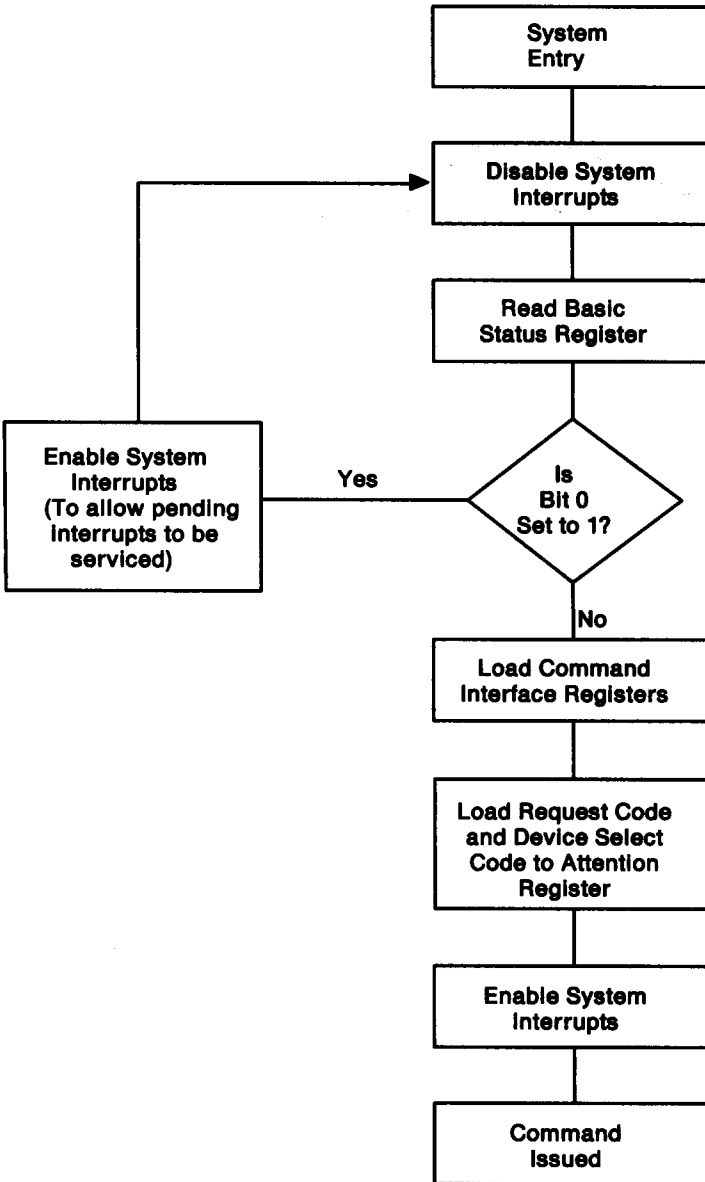 System
Entry
Disable System
Interrupts
Read Basic
Status Register
Is
Bit 0
Set to 1?
Yes
Enable System
Interrupts
(To allow pending
interrupts to be
serviced)
No
Load Command
Interface Registers
Load Request Code
and Device Select
Code to Attention
Register
Enable System
Interrupts
Command
Issued